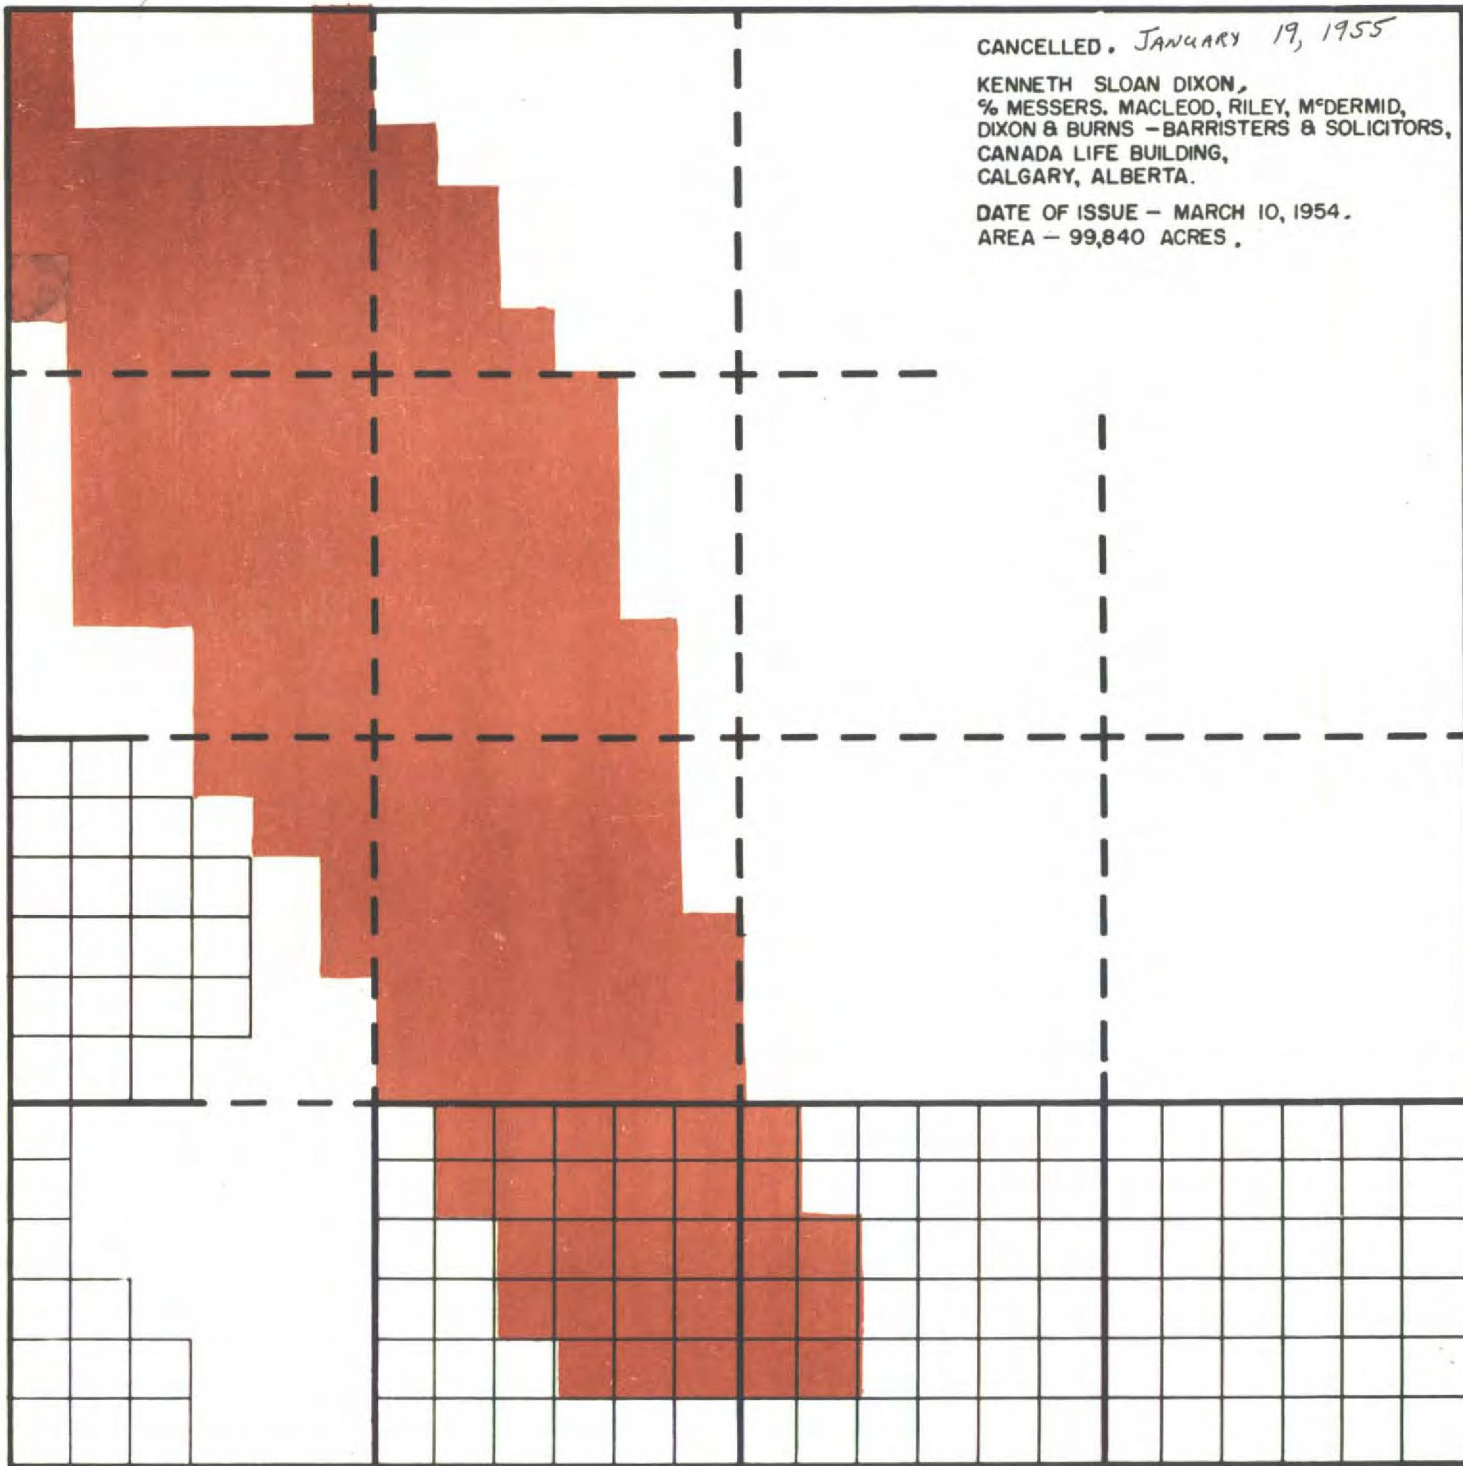 CANCELLED. JANUARY 19, 1955
KENNETH SLOAN DIXON,
% MESSERS. MACLEOD, RILEY, McDERMID,
DIXON & BURNS - BARRISTERS & SOLICITORS,
CANADA LIFE BUILDING,
CALGARY, ALBERTA.
DATE OF ISSUE - MARCH 10, 1954.
AREA - 99,840 ACRES.